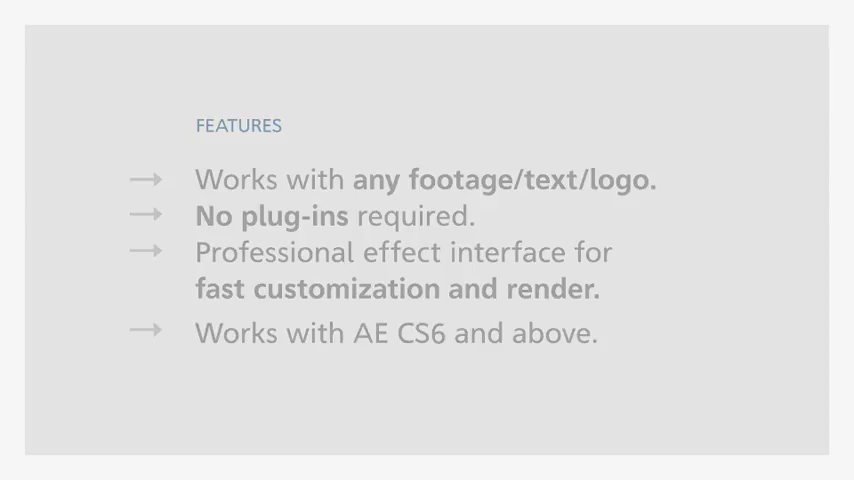 FEATURES
Works with any footage/text/logo.
No plug-ins required.
Professional effect interface for
fast customization and render.
Works with AE CS6 and above.